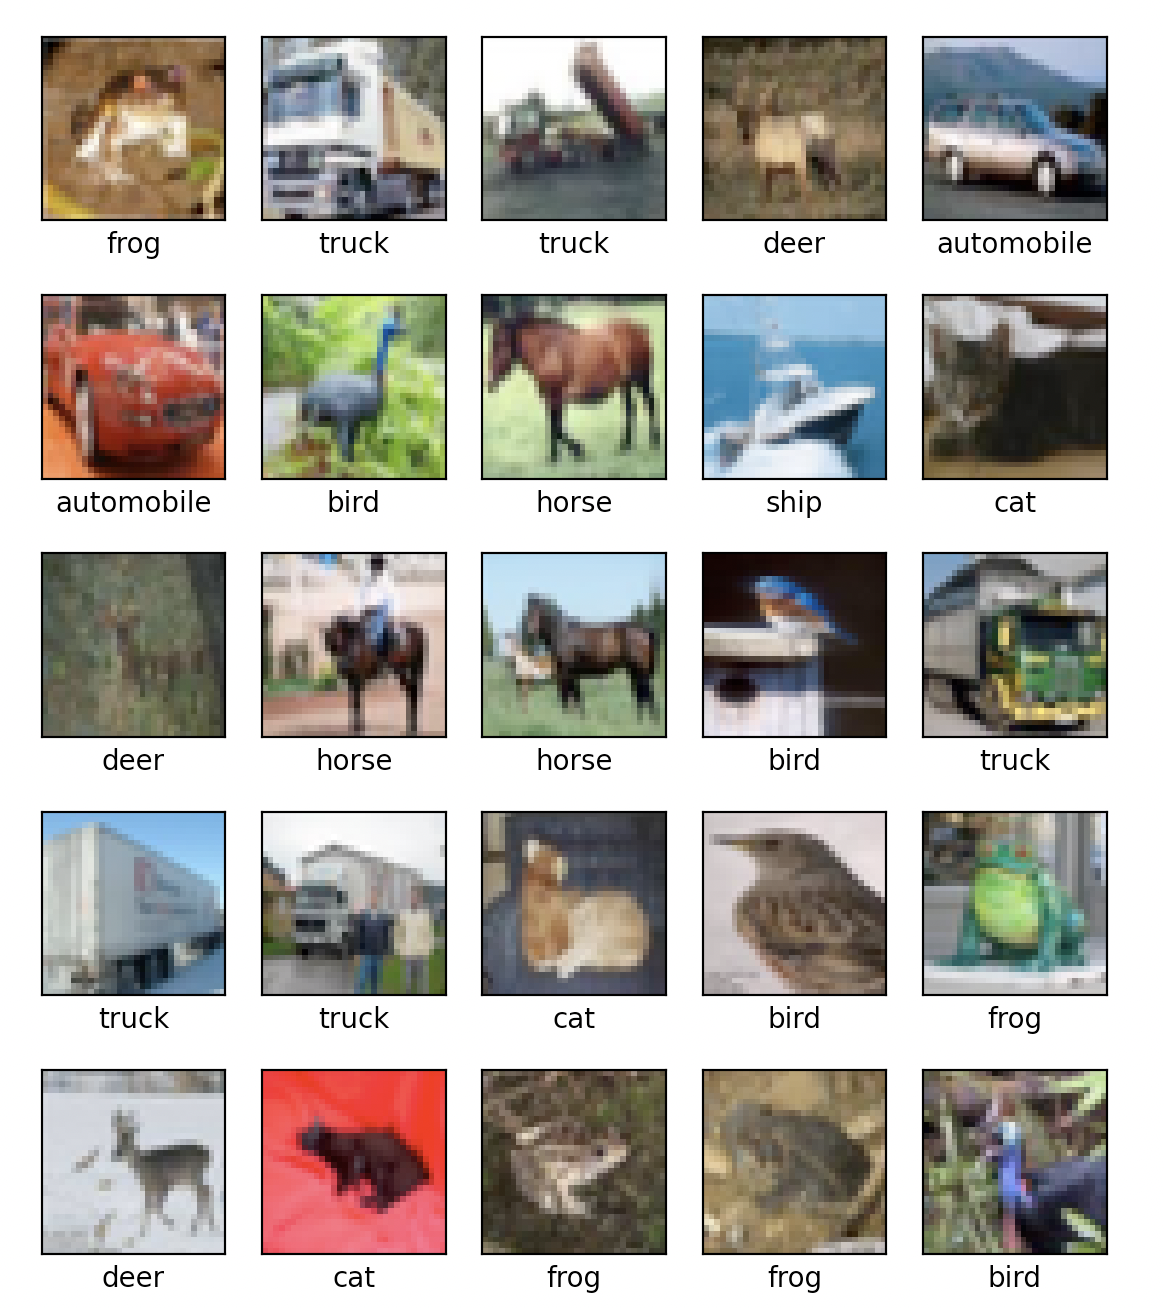 frog truck truck deer automobile
automobile bird horse ship cat
deer horse horse bird truck
truck truck cat bird frog
deer cat frog frog bird